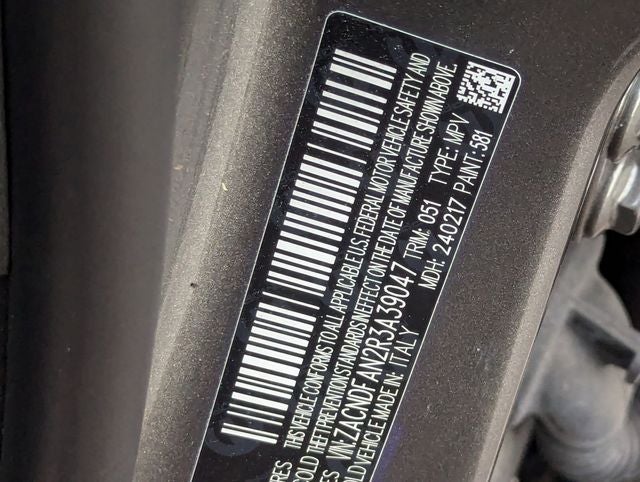 THIS VEHICLE CONFORMS TO ALL APPLICABLE U.S. FEDERAL MOTOR VEHICLE SAFETY AND
THEFT PREVENTION STANDARDS IN EFFECT ON THE DATE OF MANUFACTURE SHOWN ABOVE.
VIN: ZACNDFAN2R3A39047 TRIM: 051 TYPE: MPV
VEHICLE MADE IN: ITALY MDH: 240217 PAINT: 581